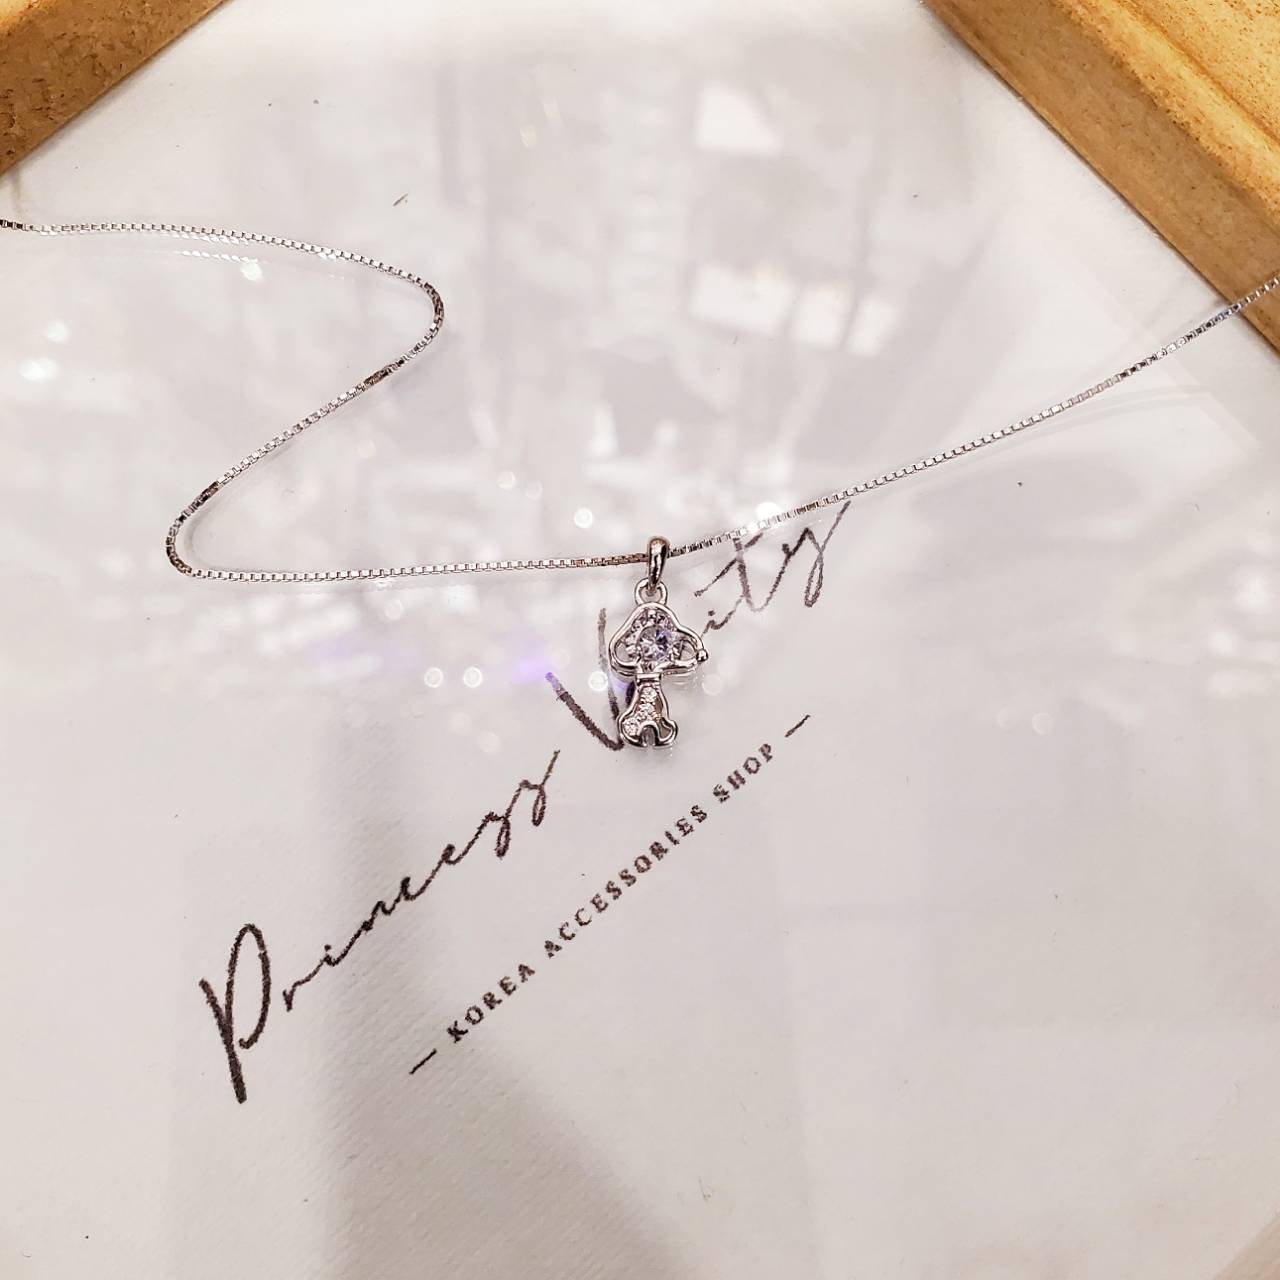 Princess
— KOREA ACCESSORIES SHOP —